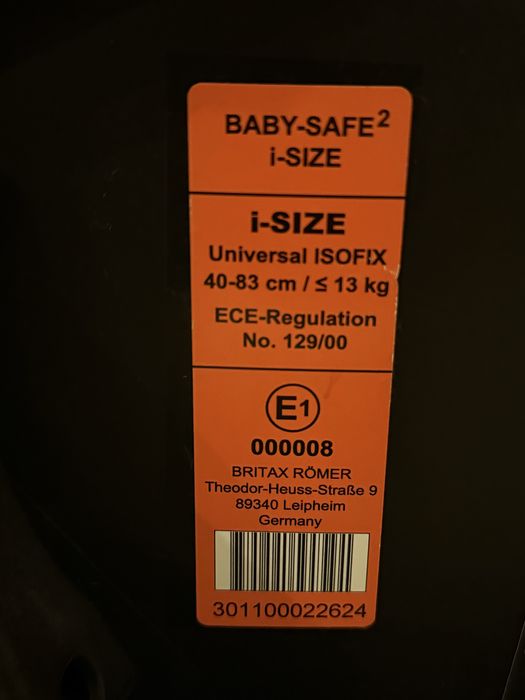 BABY-SAFE²
i-SIZE
i-SIZE
Universal ISOFIX
40-83 cm / ≤ 13 kg
ECE-Regulation
No. 129/00
E1
000008
BRITAX RÖMER
Theodor-Heuss-Straße 9
89340 Leipheim
Germany
301100022624